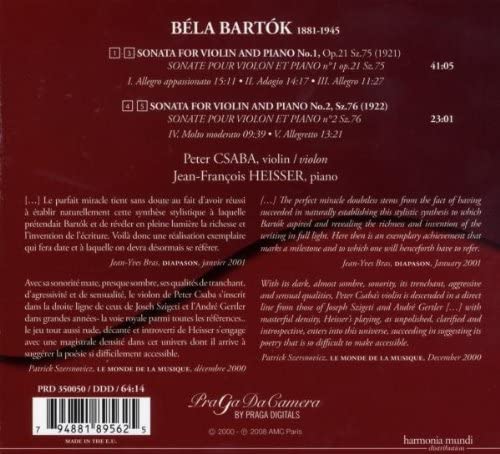 BÉLA BARTÓK 1881-1945
1 - 3 SONATA FOR VIOLIN AND PIANO No.1, Op.21 Sz.75 (1921)
SONATE POUR VIOLON ET PIANO n°1 op.21 Sz.75 41:05
I. Allegro appassionato 15:11 - II. Adagio 14:17 - III. Allegro 11:27
4 - 5 SONATA FOR VIOLIN AND PIANO No.2, Sz.76 (1922)
SONATE POUR VIOLON ET PIANO n°2 Sz.76 23:01
IV. Molto moderato 09:39 - V. Allegretto 13:21
Peter CSABA, violin / violon
Jean-François HEISSER, piano
[…] Le parfait miracle tient sans doute au fait d'avoir réussi
à établir naturellement cette synthèse stylistique à laquelle
prétendait Bartók et de révéler en pleine lumière la richesse et
l'invention de l'écriture. Voilà donc une réalisation exemplaire
qui fera date et à laquelle on devra désormais se référer.
Jean-Yves Bras, DIAPASON, janvier 2001
[…] The perfect miracle doubtless stems from the fact of having
succeeded in naturally establishing this stylistic synthesis to which
Bartók aspired and revealing the richness and invention of the
writing in full light. Here then is an exemplary achievement that
marks a milestone and to which one will henceforth have to refer.
Jean-Yves Bras, DIAPASON, January 2001
Avec sa sonorité mate, presque sombre, ses qualités de tranchant,
d'agressivité et de sensualité, le violon de Peter Csaba s'inscrit
dans la droite ligne de ceux de Joseph Szigeti et l'André Gertler
dans grandes années- la voie royale parmi toutes les références..
le jeu tout aussi rude, décanté et introverti de Heisser s'engage
avec une magistrale densité dans cet univers dont il arrive à
suggérer la poésie si difficilement accessible.
Patrick Szersnovicz, LE MONDE DE LA MUSIQUE, décembre 2000
With its dark, almost sombre, sonority, its trenchant, aggressive
and sensual qualities, Peter Csaba's violin is descended in a direct
line from those of Joseph Szigeti and André Gertler […] with
masterful density, Heisser's playing, as unpolished, clarified and
introspective, enters into this universe, succeeding in suggesting its
poetry that is so difficult to make accessible.
Patrick Szersnovicz, LE MONDE DE LA MUSIQUE, December 2000
PRD 350050 / DDD / 64:14
7 94881 89562 5
MADE IN THE E.U.
PraGa Da Camera
BY PRAGA DIGITALS
© 2000 - ℗ 2008 AMC Paris
harmonia mundi
distribution